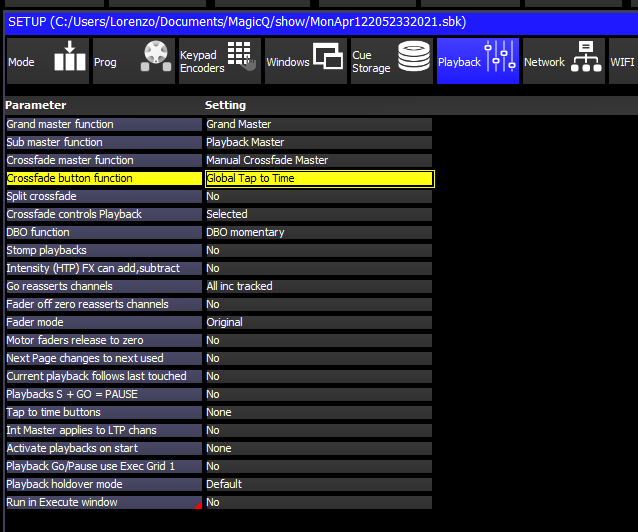 SETUP (C:/Users/Lorenzo/Documents/MagicQ/show/MonApr122052332021.sbk)
Mode Prog Keypad Encoders Windows Cue Storage Playback Network WIFI
Parameter Setting
Grand master function Grand Master
Sub master function Playback Master
Crossfade master function Manual Crossfade Master
Crossfade button function Global Tap to Time
Split crossfade No
Crossfade controls Playback Selected
DBO function DBO momentary
Stomp playbacks No
Intensity (HTP) FX can add,subtract No
Go reasserts channels All inc tracked
Fader off zero reasserts channels No
Fader mode Original
Motor faders release to zero No
Next Page changes to next used No
Current playback follows last touched No
Playbacks S + GO = PAUSE No
Tap to time buttons None
Int Master applies to LTP chans No
Activate playbacks on start None
Playback Go/Pause use Exec Grid 1 No
Playback holdover mode Default
Run in Execute window No